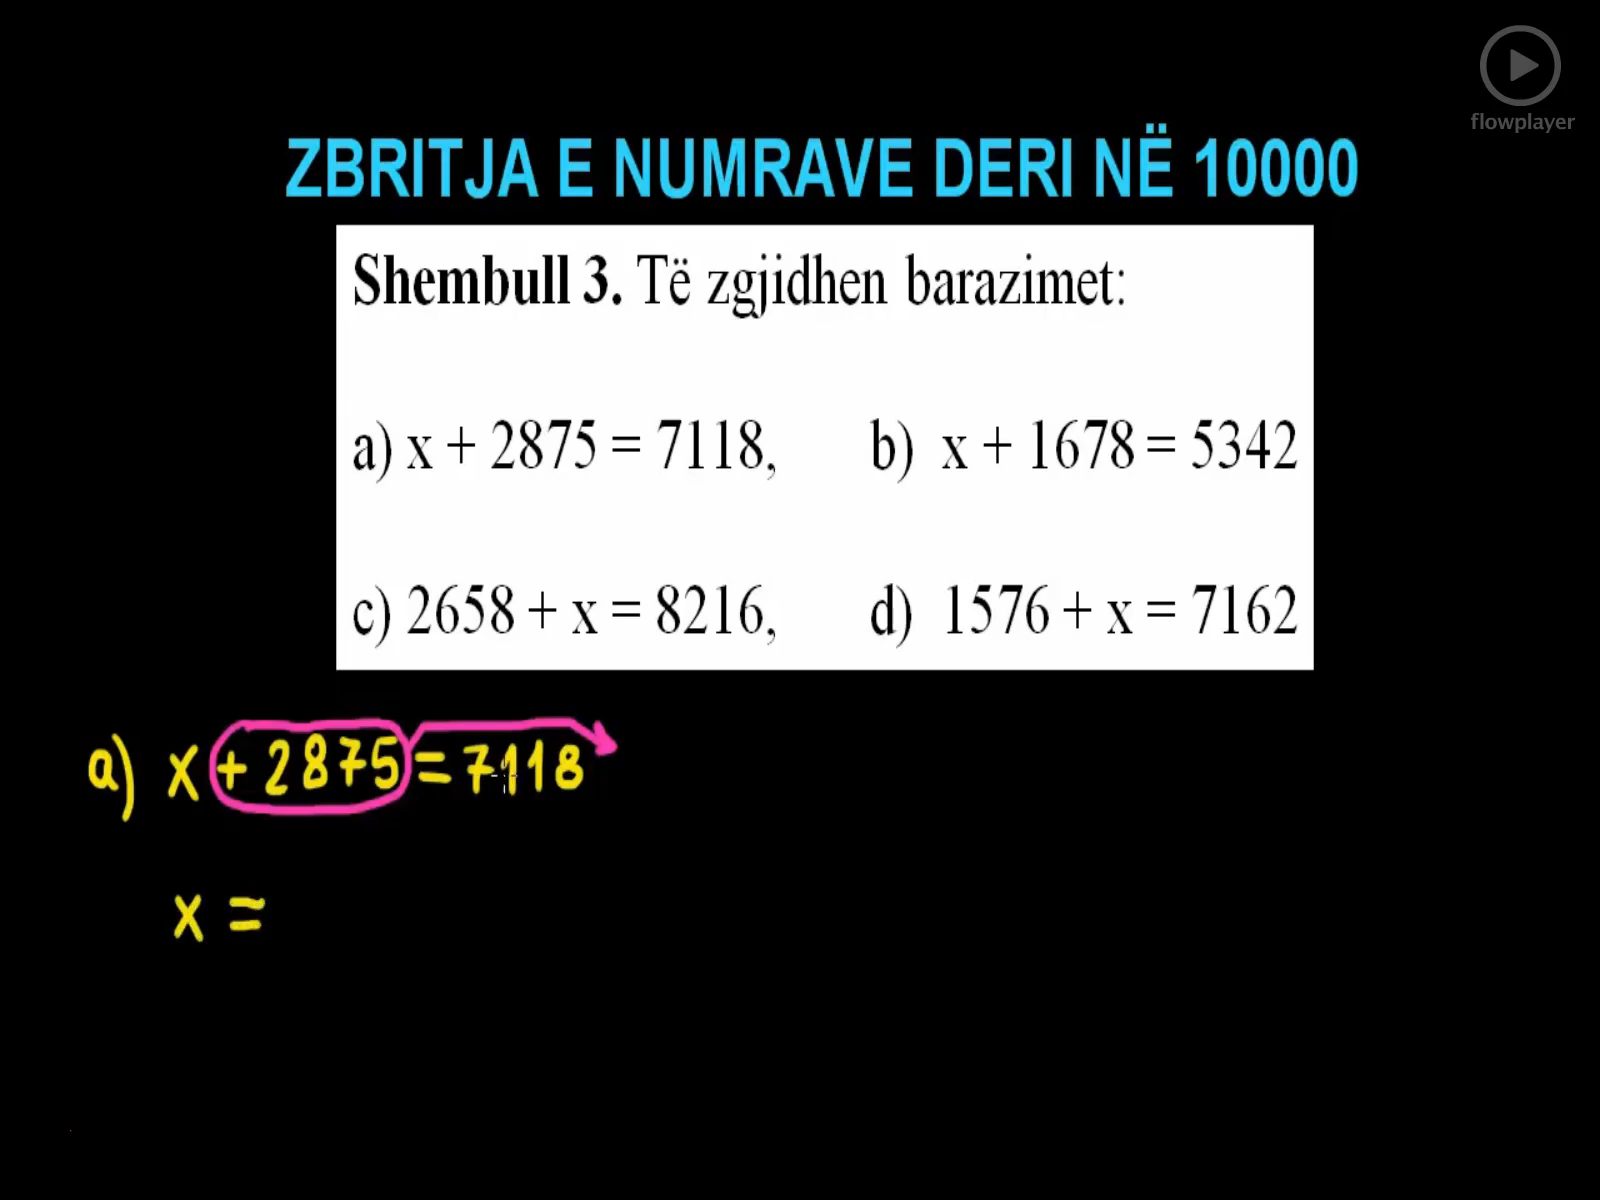 flowplayer
ZBRITJA E NUMRAVE DERI NË 10000
Shembull 3. Të zgjidhen barazimet:
a) x + 2875 = 7118, b) x + 1678 = 5342
c) 2658 + x = 8216, d) 1576 + x = 7162
a) x + 2875 = 7118
x =